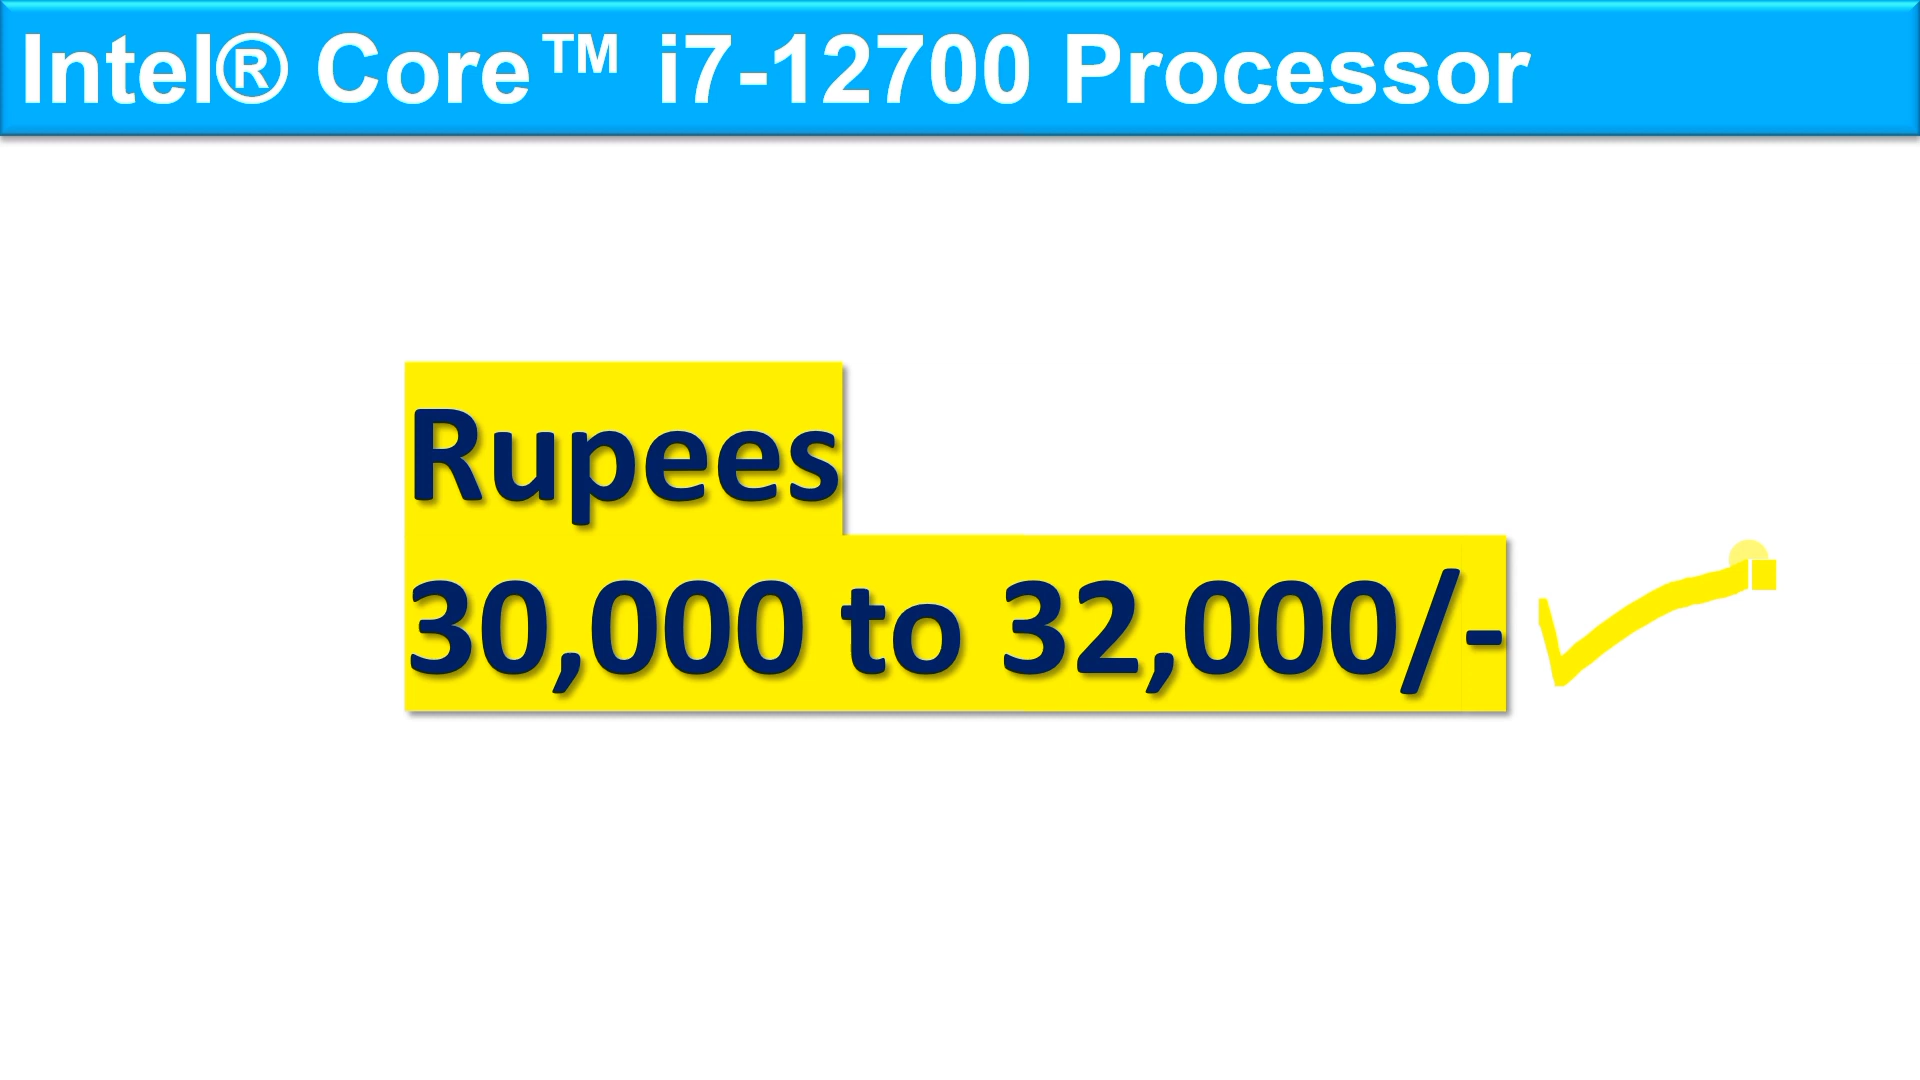 Intel® Core™ i7-12700 Processor
Rupees
30,000 to 32,000/-